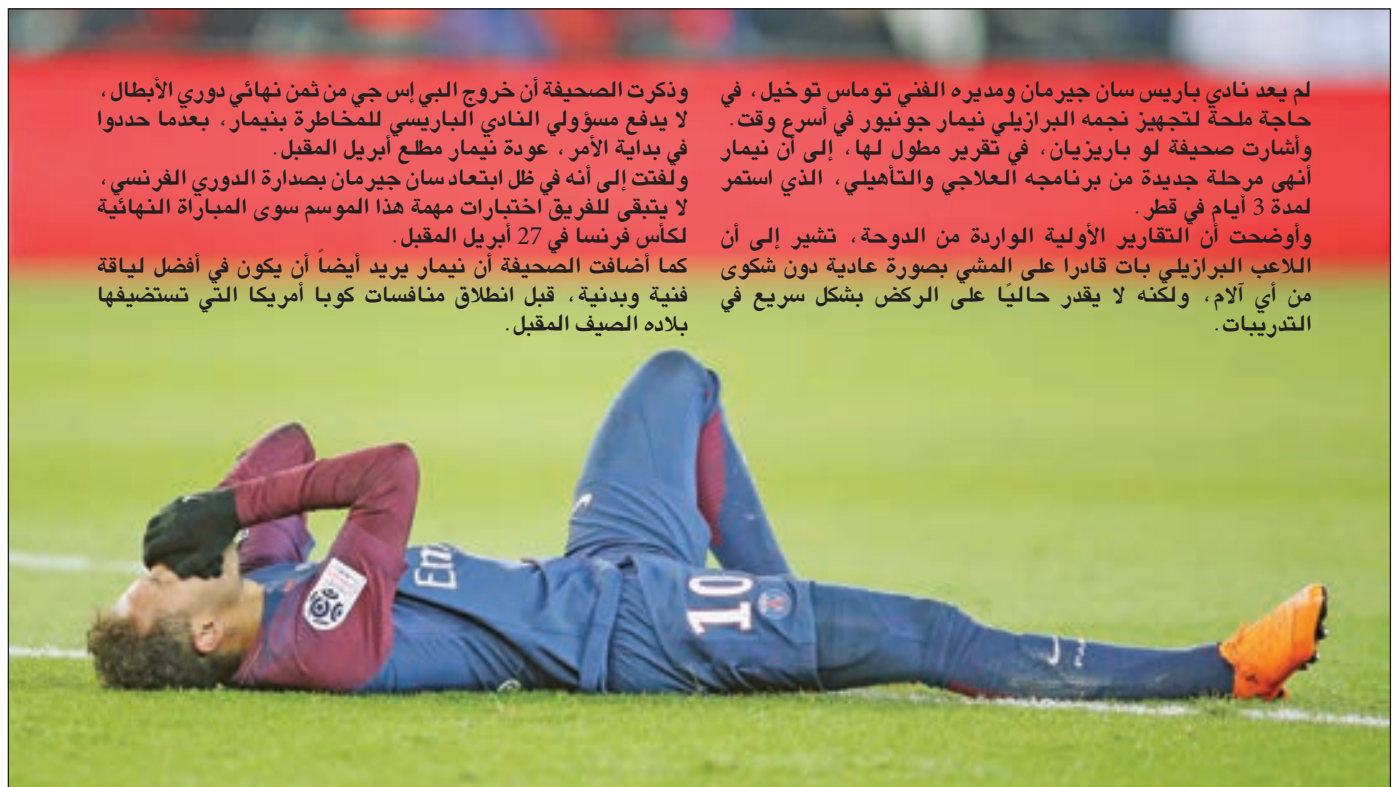 لم يعد نادي باريس سان جيرمان ومديره الفني توماس توخيل، في
حاجة ملحة لتجهيز نجمه البرازيلي نيمار جونيور في أسرع وقت.
وأشارت صحيفة لو باريزيان، في تقرير مطول لها، إلى أن نيمار
أنهى مرحلة جديدة من برنامجه العلاجي والتأهيلي، الذي استمر
لمدة 3 أيام في قطر.
وأوضحت أن التقارير الأولية الواردة من الدوحة، تشير إلى أن
اللاعب البرازيلي بات قادرا على المشي بصورة عادية دون شكوى
من أي آلام، ولكنه لا يقدر حاليًا على الركض بشكل سريع في
التدريبات.
وذكرت الصحيفة أن خروج البي إس جي من ثمن نهائي دوري الأبطال،
لا يدفع مسؤولي النادي الباريسي للمخاطرة بنيمار، بعدما حددوا
في بداية الأمر، عودة نيمار مطلع أبريل المقبل.
ولفتت إلى أنه في ظل ابتعاد سان جيرمان بصدارة الدوري الفرنسي،
لا يتبقى للفريق اختبارات مهمة هذا الموسم سوى المباراة النهائية
لكأس فرنسا في 27 أبريل المقبل.
كما أضافت الصحيفة أن نيمار يريد أيضاً أن يكون في أفضل لياقة
فنية وبدنية، قبل انطلاق منافسات كوبا أمريكا التي تستضيفها
بلاده الصيف المقبل.
Em
10